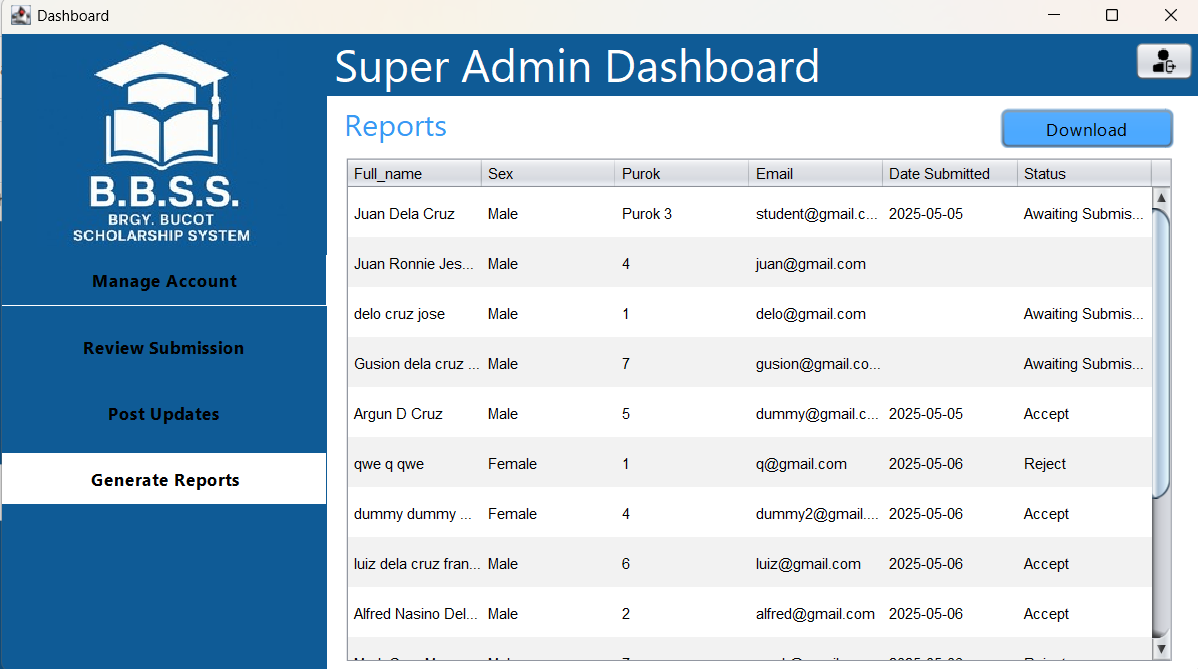 Dashboard
Super Admin Dashboard
B.B.S.S.
BRGY. BUCOT
SCHOLARSHIP SYSTEM
Manage Account
Review Submission
Post Updates
Generate Reports
Reports
Download
Full_name Sex Purok Email Date Submitted Status
Juan Dela Cruz Male Purok 3 student@gmail.c... 2025-05-05 Awaiting Submis...
Juan Ronnie Jes... Male 4 juan@gmail.com
delo cruz jose Male 1 delo@gmail.com Awaiting Submis...
Gusion dela cruz ... Male 7 gusion@gmail.co... Awaiting Submis...
Argun D Cruz Male 5 dummy@gmail.c... 2025-05-05 Accept
qwe q qwe Female 1 q@gmail.com 2025-05-06 Reject
dummy dummy ... Female 4 dummy2@gmail.... 2025-05-06 Accept
luiz dela cruz fran... Male 6 luiz@gmail.com 2025-05-06 Accept
Alfred Nasino Del... Male 2 alfred@gmail.com 2025-05-06 Accept